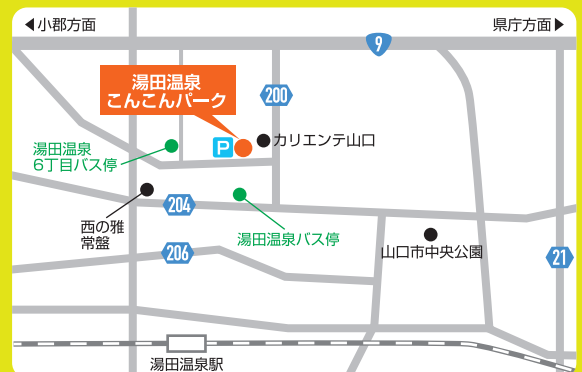 ◀小郡方面
県庁方面▶
9
湯田温泉
こんこんパーク
200
P
カリエンテ山口
湯田温泉
6丁目バス停
204
西の雅
常盤
湯田温泉バス停
206
山口市中央公園
21
湯田温泉駅